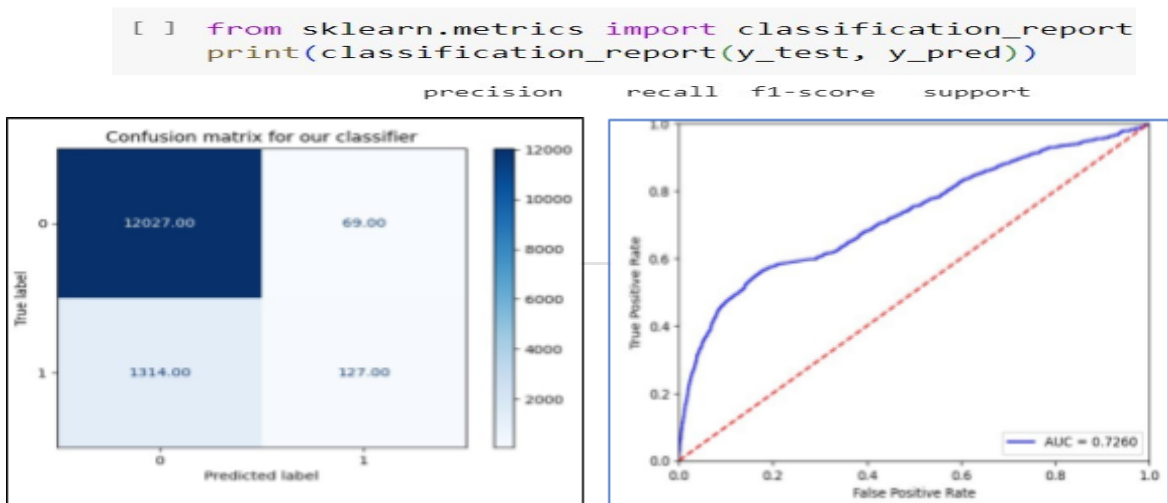 [ ] from sklearn.metrics import classification_report
print(classification_report(y_test, y_pred))
precision recall f1-score support
Confusion matrix for our classifier
True label
0
1
12027.00
69.00
1314.00
127.00
0
1
Predicted label
12000
10000
8000
6000
4000
2000
True Positive Rate
1.0
0.8
0.6
0.4
0.2
0.0
AUC = 0.7260
0.0 0.2 0.4 0.6 0.8 1.0
False Positive Rate